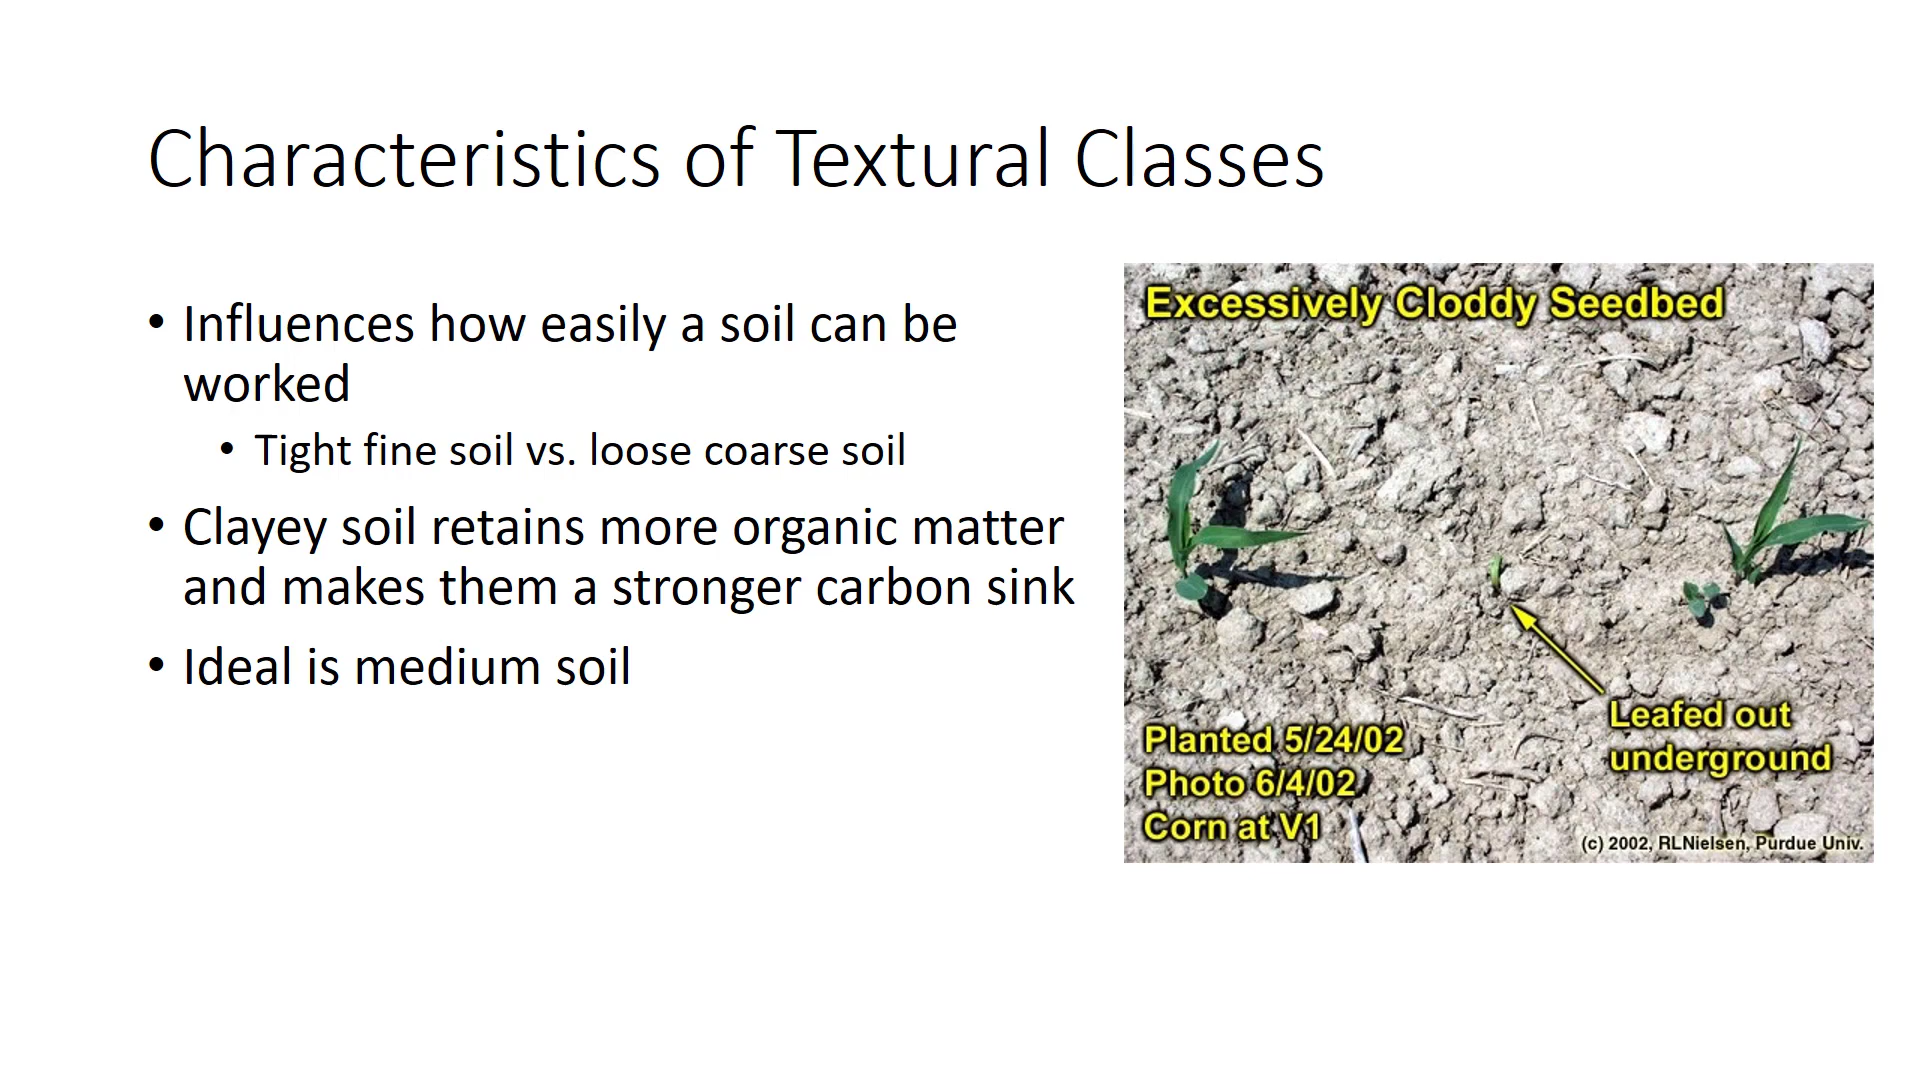 Characteristics of Textural Classes
• Influences how easily a soil can be
worked
• Tight fine soil vs. loose coarse soil
• Clayey soil retains more organic matter
and makes them a stronger carbon sink
• Ideal is medium soil
Excessively Cloddy Seedbed
Leafed out
underground
Planted 5/24/02
Photo 6/4/02
Corn at V1
(c) 2002, RLNielsen, Purdue Univ.